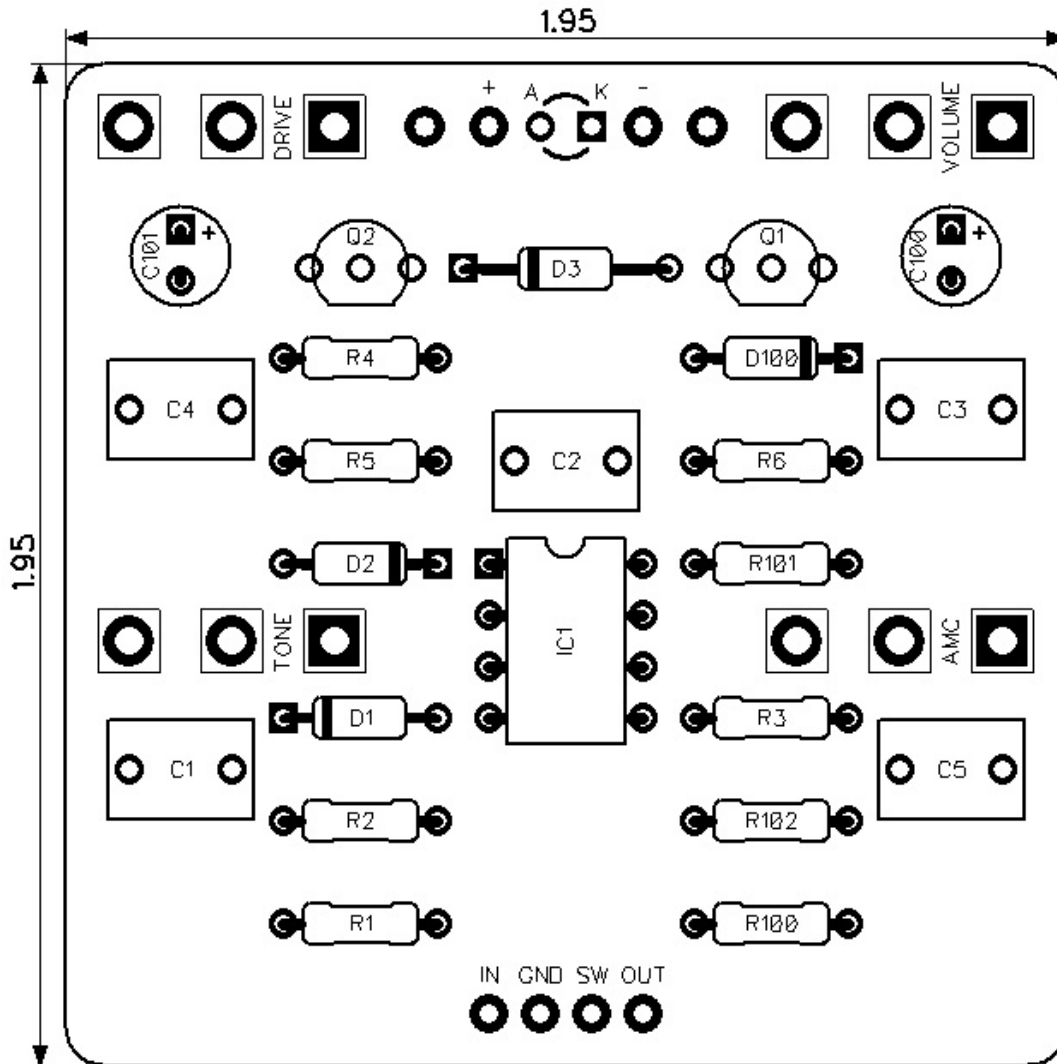 1.95
1.95
DRIVE
+ A K -
VOLUME
C101 +
Q2
D3
Q1
C100 +
R4
D100
C4
R5
C2
R6
C3
D2
R101
TONE
IC1
AMC
D1
R3
C1
C5
R2
R102
R1
R100
IN GND SW OUT